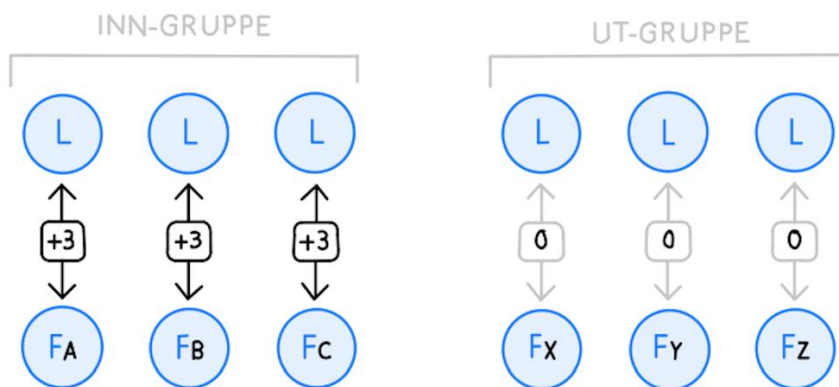 INN-GRUPPE UT-GRUPPE
L L L L L L
+3 +3 +3 0 0 0
FA FB FC FX FY FZ